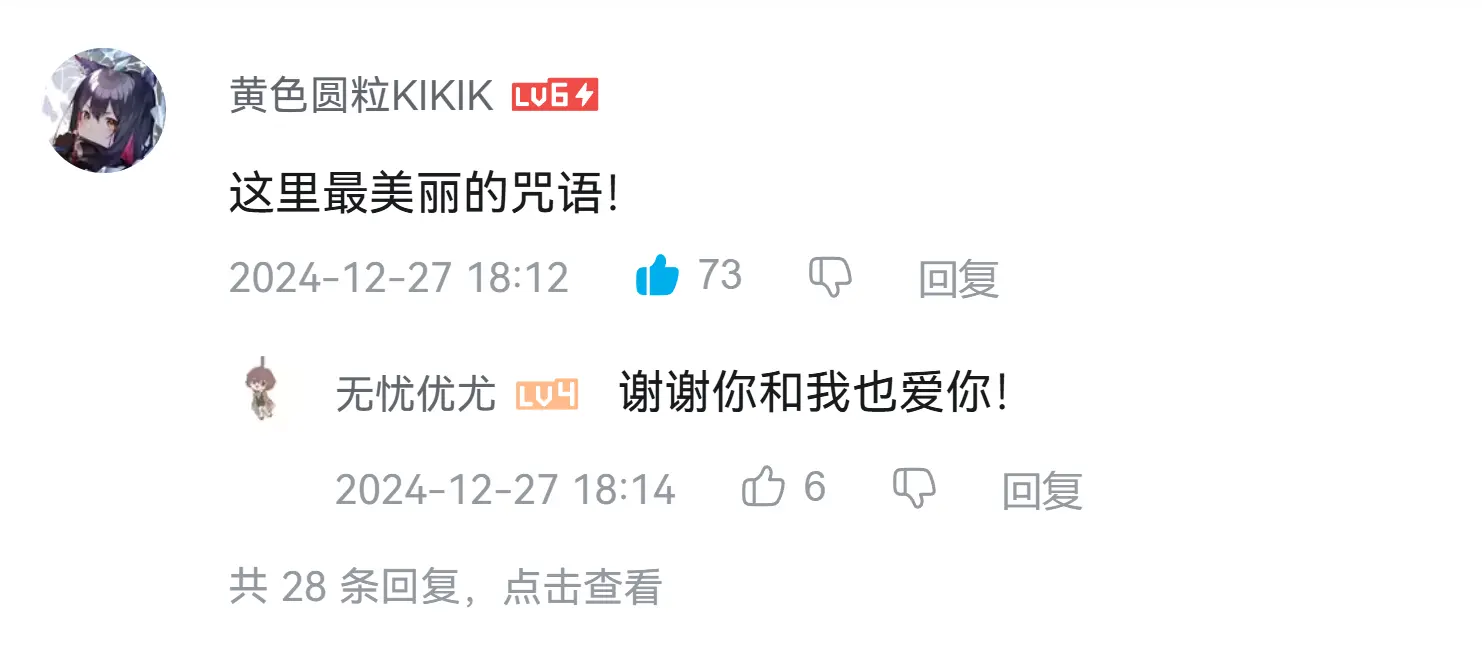 黄色圆粒KIKIK LV6
这里最美丽的咒语！
2024-12-27 18:12 73 回复
无忧优尤 LV4 谢谢你和我也爱你！
2024-12-27 18:14 6 回复
共 28 条回复，点击查看